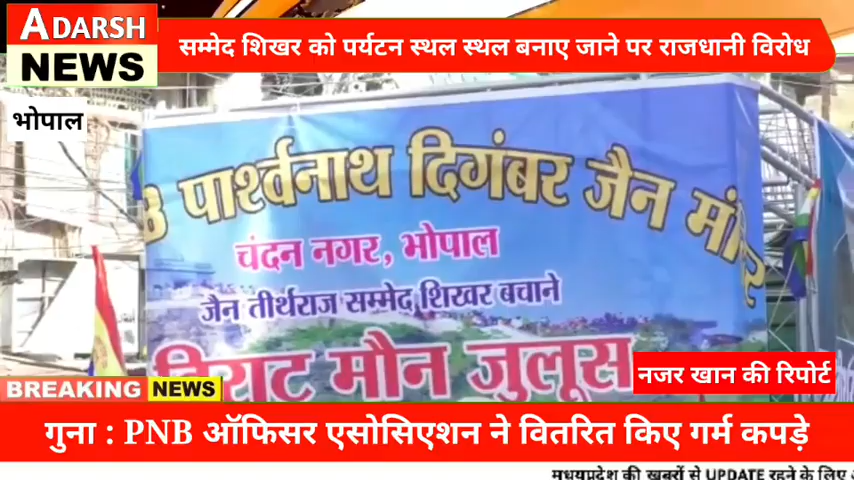 ADARSH
NEWS
सम्मेद शिखर को पर्यटन स्थल स्थल बनाए जाने पर राजधानी विरोध
भोपाल
8 पार्श्वनाथ दिगंबर जैन मंदिर
चंदन नगर, भोपाल
जैन तीर्थराज सम्मेद शिखर बचाने
विराट मौन जुलूस
नजर खान की रिपोर्ट
BREAKING NEWS
गुना : PNB ऑफिसर एसोसिएशन ने वितरित किए गर्म कपड़े
मध्यप्रदेश की खबरों से UPDATE रहने के लिए